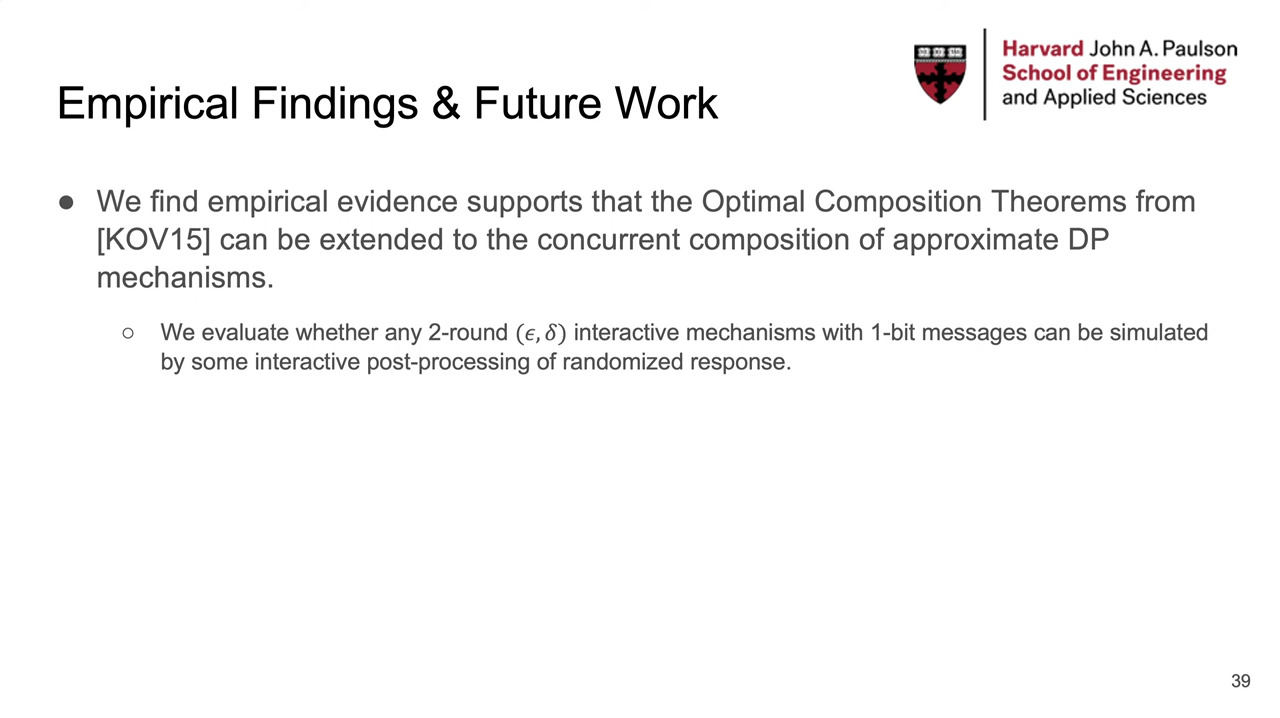 Harvard John A. Paulson
School of Engineering
and Applied Sciences
Empirical Findings & Future Work
● We find empirical evidence supports that the Optimal Composition Theorems from
[KOV15] can be extended to the concurrent composition of approximate DP
mechanisms.
○ We evaluate whether any 2-round (ϵ, δ) interactive mechanisms with 1-bit messages can be simulated
by some interactive post-processing of randomized response.
39